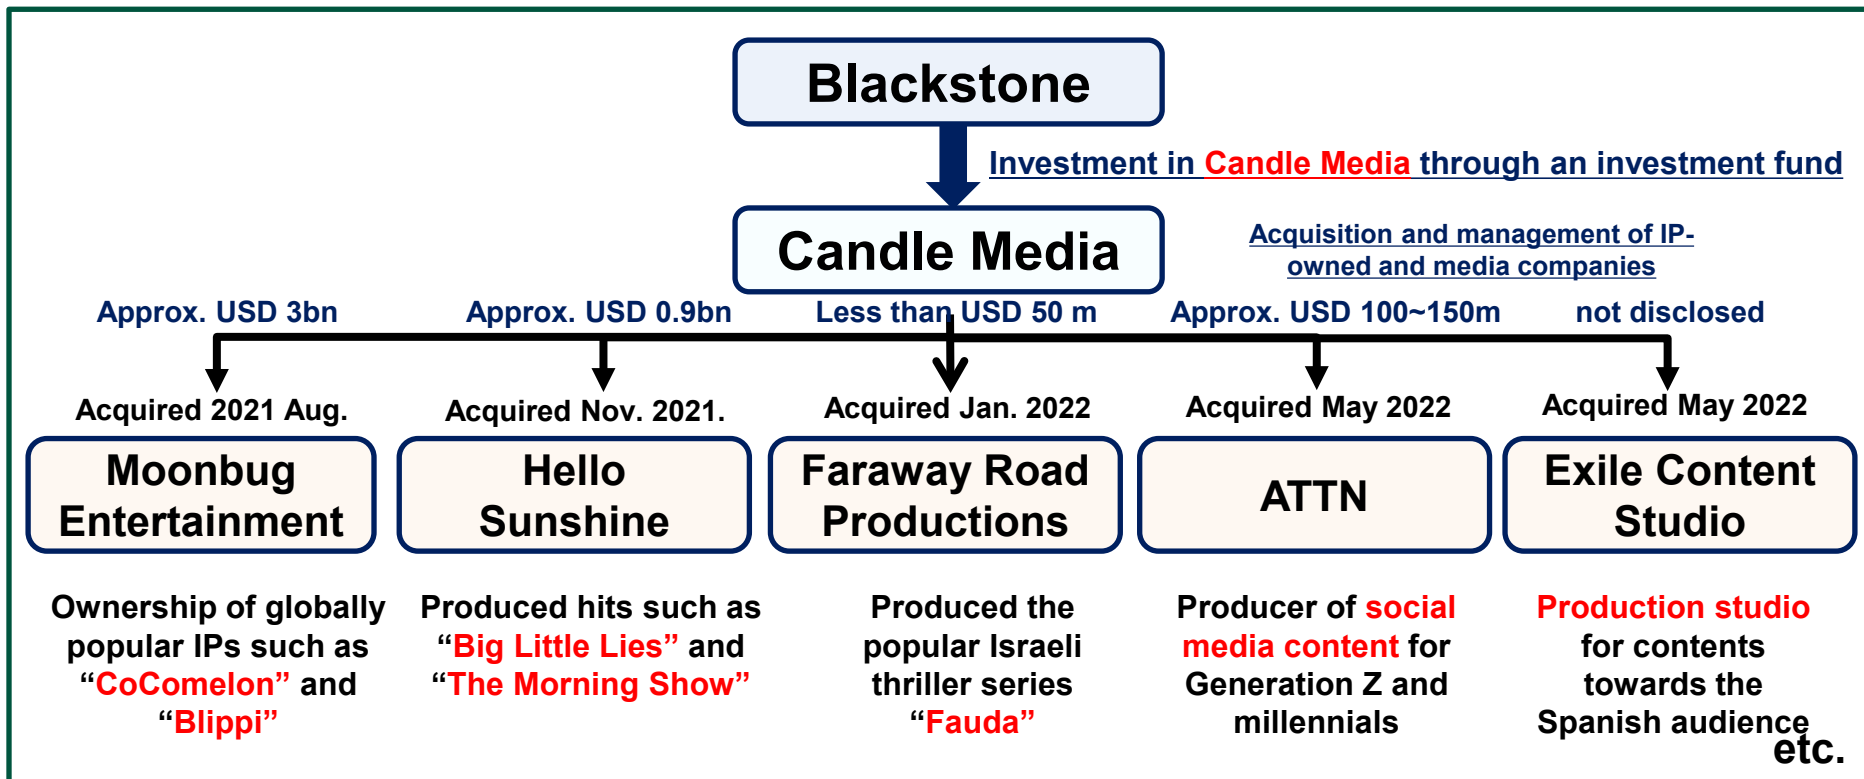 Blackstone
Investment in Candle Media through an investment fund
Candle Media
Acquisition and management of IP-
owned and media companies
Approx. USD 3bn
Approx. USD 0.9bn
Less than USD 50 m
Approx. USD 100~150m
not disclosed
Acquired 2021 Aug.
Acquired Nov. 2021.
Acquired Jan. 2022
Acquired May 2022
Acquired May 2022
Moonbug
Entertainment
Hello
Sunshine
Faraway Road
Productions
ATTN
Exile Content
Studio
Ownership of globally
popular IPs such as
“CoComelon” and
“Blippi”
Produced hits such as
“Big Little Lies” and
“The Morning Show”
Produced the
popular Israeli
thriller series
“Fauda”
Producer of social
media content for
Generation Z and
millennials
Production studio
for contents
towards the
Spanish audience
etc.